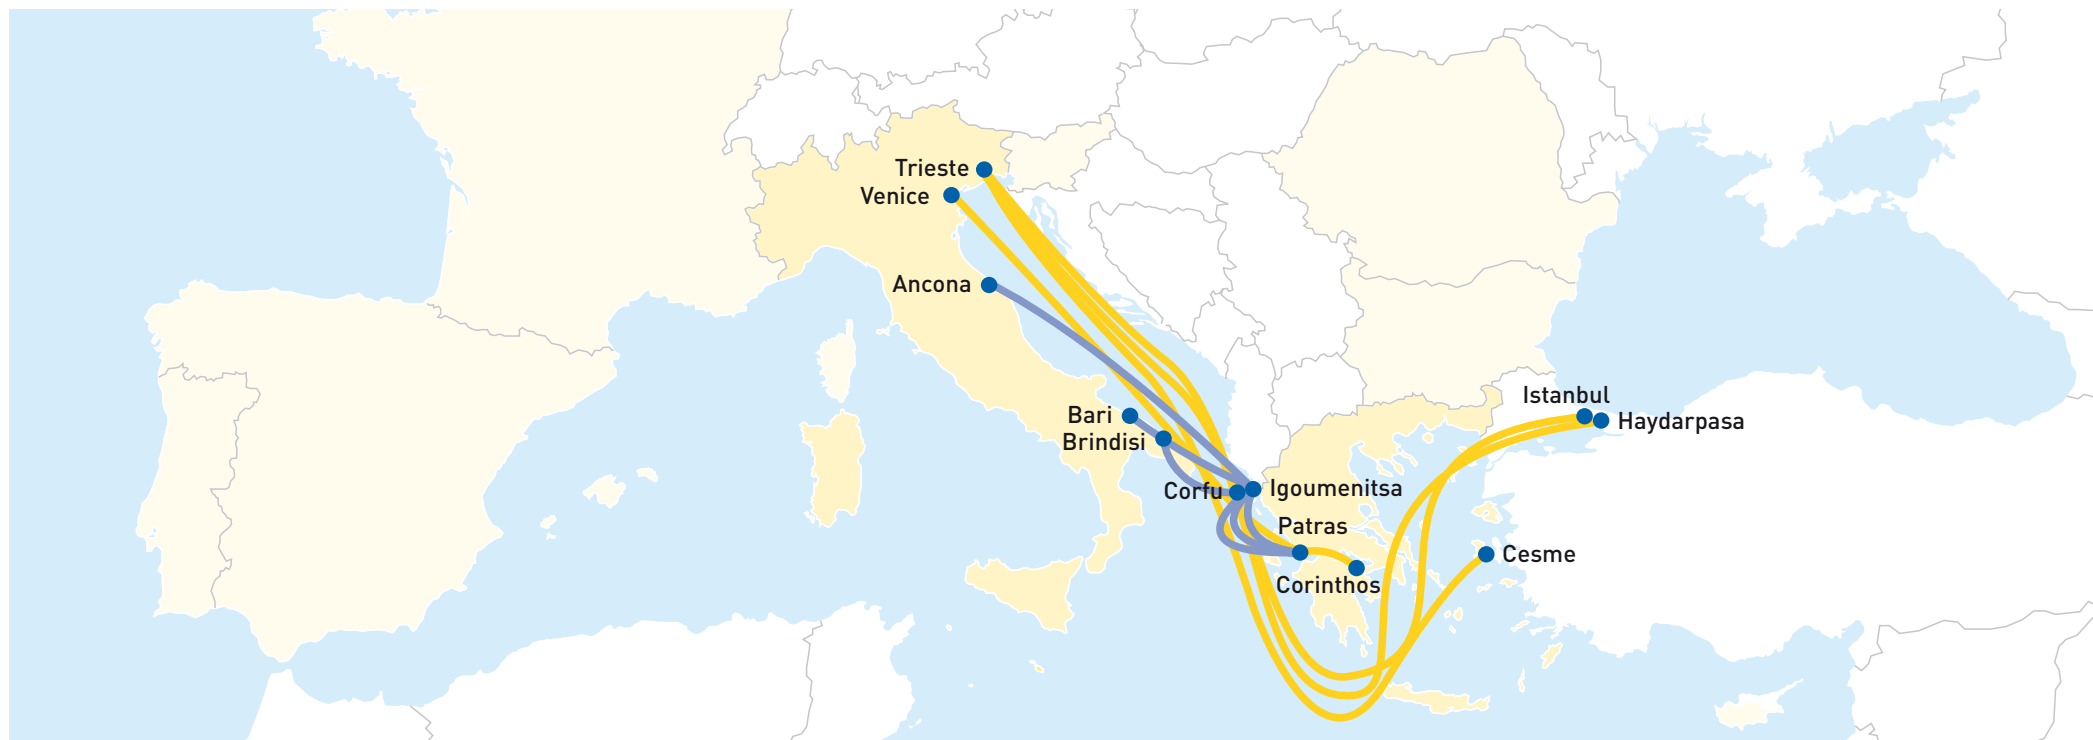 Trieste
Venice
Ancona
Bari
Brindisi
Corfu
Igoumenitsa
Patras
Corinthos
Istanbul
Haydarpasa
Cesme